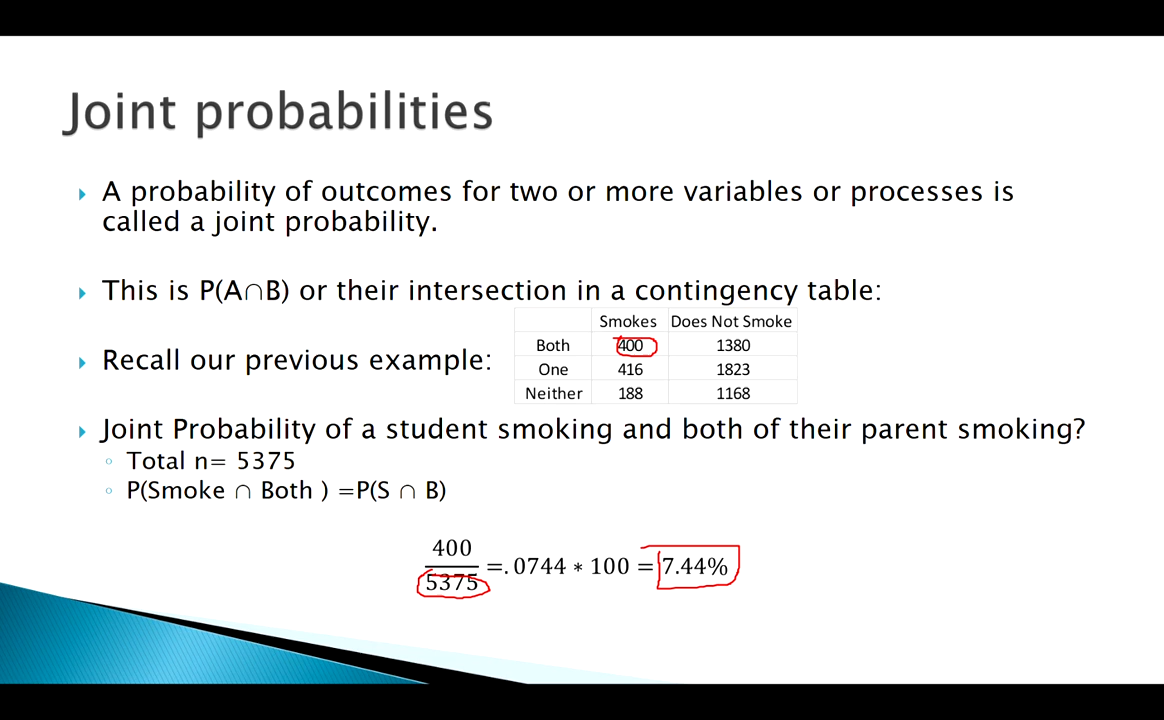 Joint probabilities
A probability of outcomes for two or more variables or processes is
called a joint probability.
This is P(A∩B) or their intersection in a contingency table:
Recall our previous example:
Smokes Does Not Smoke
Both 400 1380
One 416 1823
Neither 188 1168
Joint Probability of a student smoking and both of their parent smoking?
Total n= 5375
P(Smoke ∩ Both ) =P(S ∩ B)
400
5375
=.0744 ∗ 100 = 7.44%